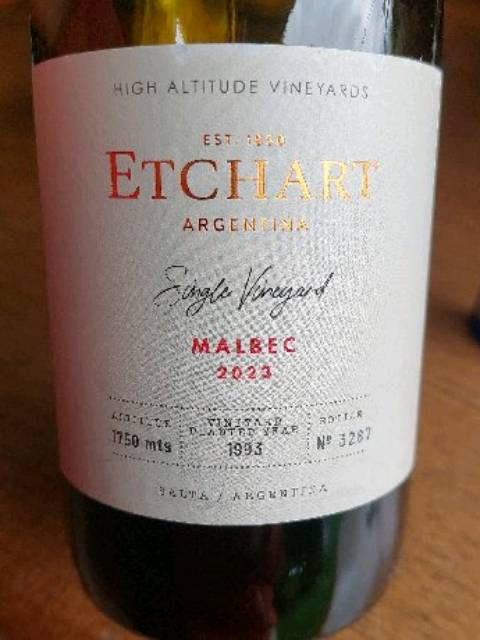 HIGH ALTITUDE VINEYARDS
EST. 1850
ETCHART
ARGENTINA
Single Vineyard
MALBEC
2023
ALTITUDE
1750 mts
VINEYARD
PLANTED YEAR
1993
BOTTLE
Nº 3287
SALTA / ARGENTINA